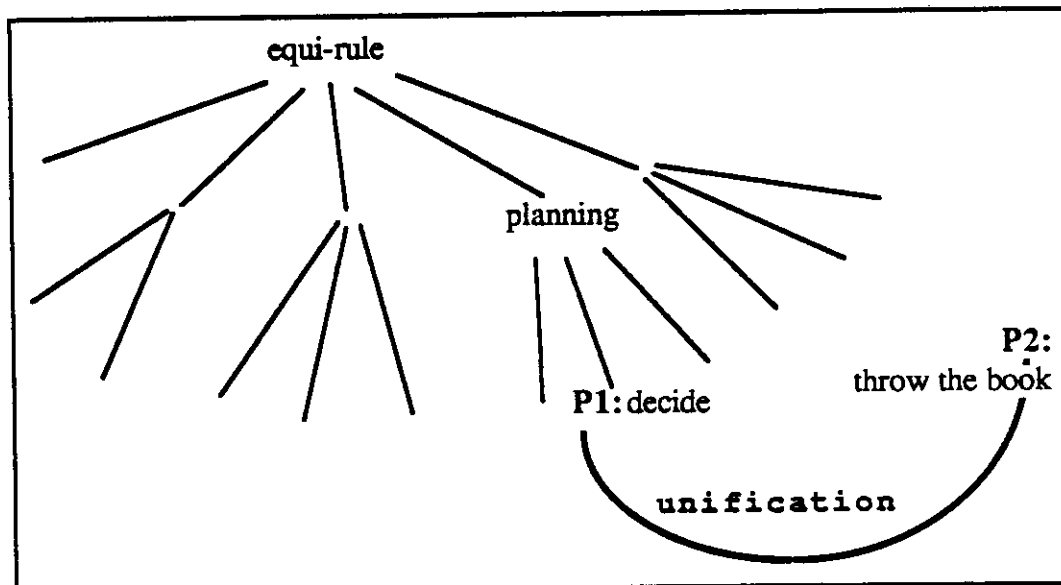 equi-rule
planning
P2:
throw the book
P1: decide
unification